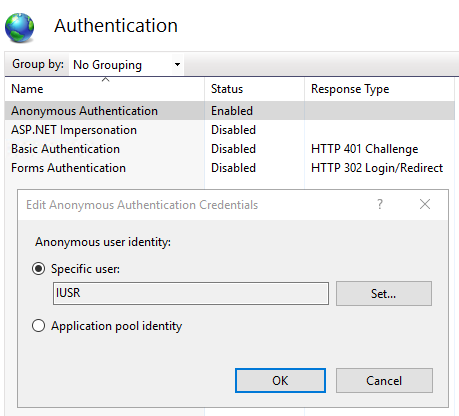 Authentication
Group by: No Grouping
Name Status Response Type
Anonymous Authentication Enabled
ASP.NET Impersonation Disabled
Basic Authentication Disabled HTTP 401 Challenge
Forms Authentication Disabled HTTP 302 Login/Redirect
Edit Anonymous Authentication Credentials ?
Anonymous user identity:
Specific user:
IUSR Set...
Application pool identity
OK Cancel